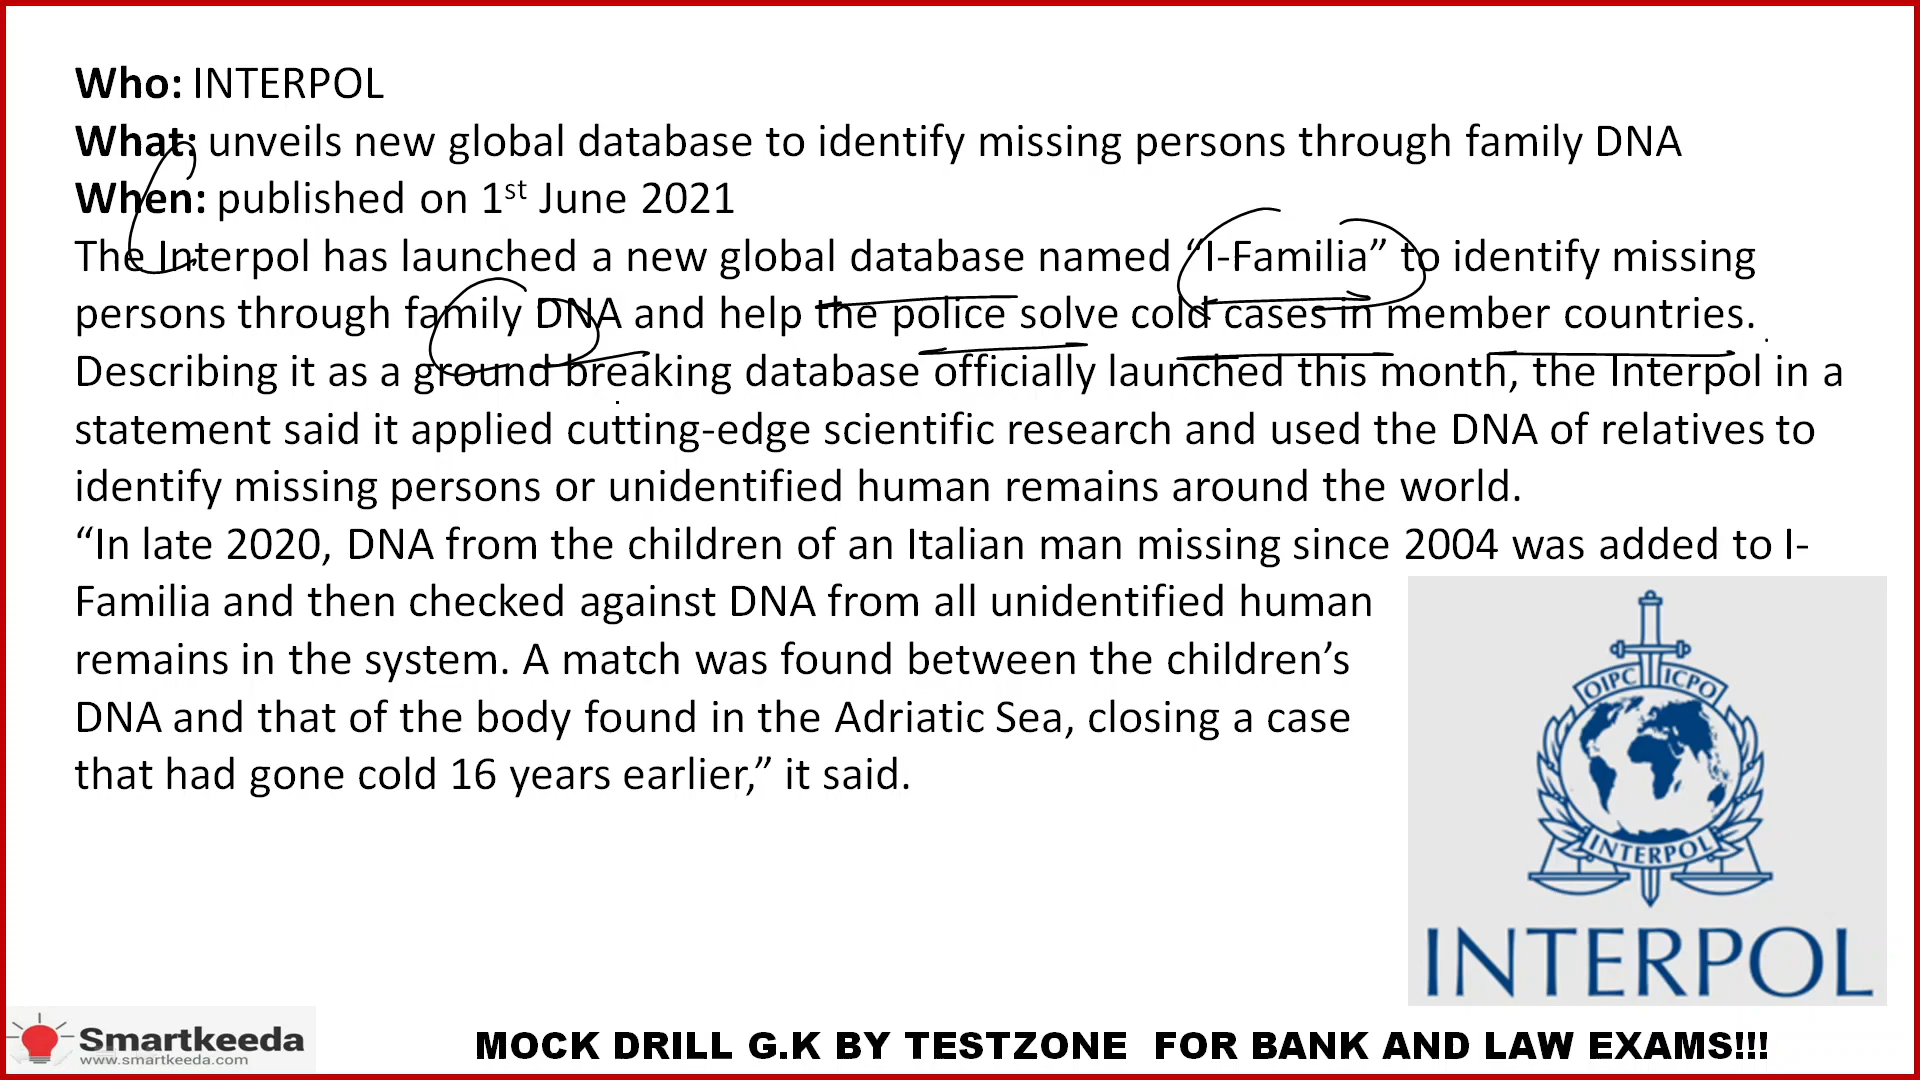 Who: INTERPOL
What: unveils new global database to identify missing persons through family DNA
When: published on 1st June 2021
The Interpol has launched a new global database named “I-Familia” to identify missing
persons through family DNA and help the police solve cold cases in member countries.
Describing it as a ground breaking database officially launched this month, the Interpol in a
statement said it applied cutting-edge scientific research and used the DNA of relatives to
identify missing persons or unidentified human remains around the world.
“In late 2020, DNA from the children of an Italian man missing since 2004 was added to I-
Familia and then checked against DNA from all unidentified human
remains in the system. A match was found between the children’s
DNA and that of the body found in the Adriatic Sea, closing a case
that had gone cold 16 years earlier,” it said.
OIPC ICPO
INTERPOL
INTERPOL
Smartkeeda
www.smartkeeda.com
MOCK DRILL G.K BY TESTZONE FOR BANK AND LAW EXAMS!!!